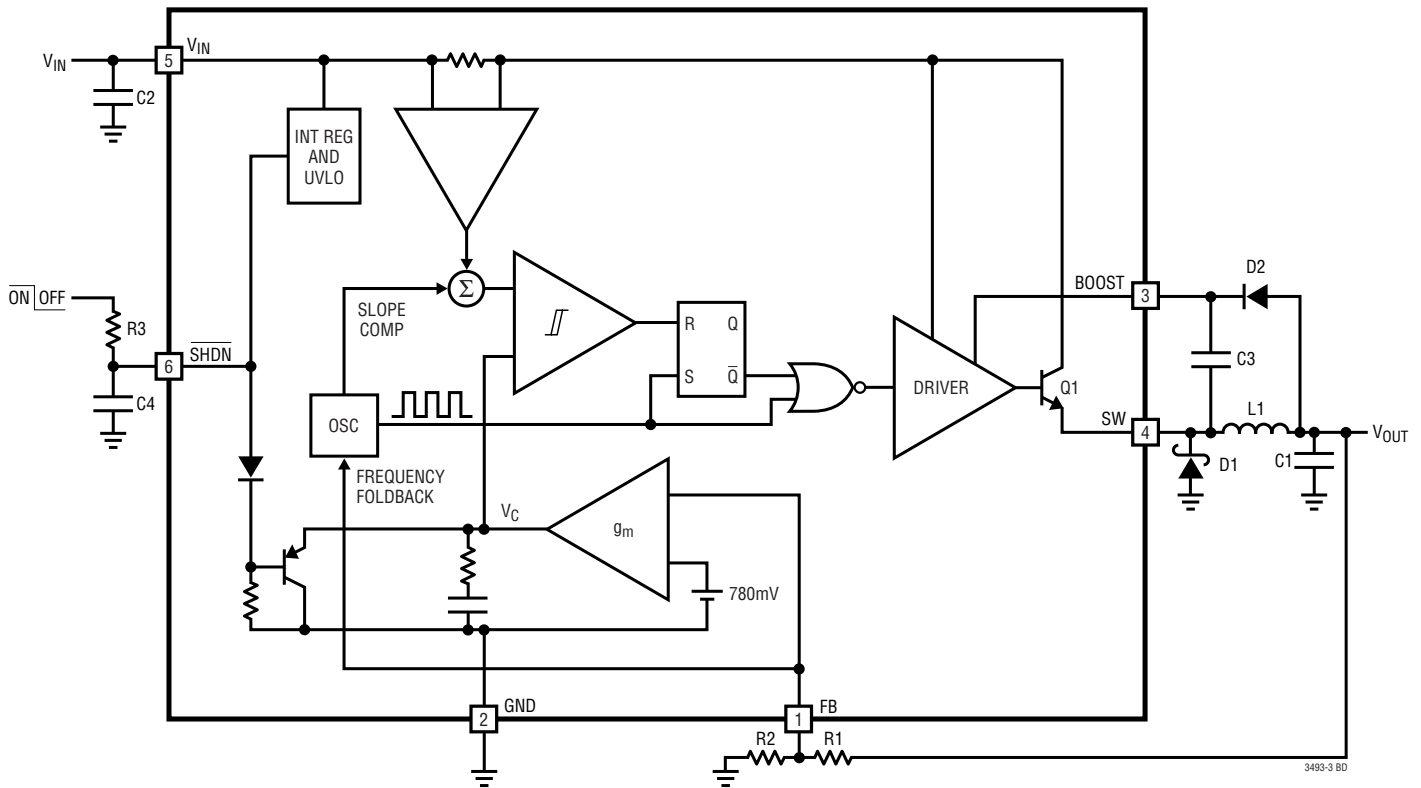 V_IN
5
V_IN
C2
INT REG
AND
UVLO
Σ
SLOPE
COMP
R
Q
S
Q̅
DRIVER
Q1
BOOST
3
D2
C3
SW
4
L1
D1
C1
V_OUT
O̅N̅ OFF
R3
6
S̅H̅D̅N̅
C4
OSC
FREQUENCY
FOLDBACK
V_C
g_m
780mV
2
GND
1
FB
R2
R1
3493-3 BD